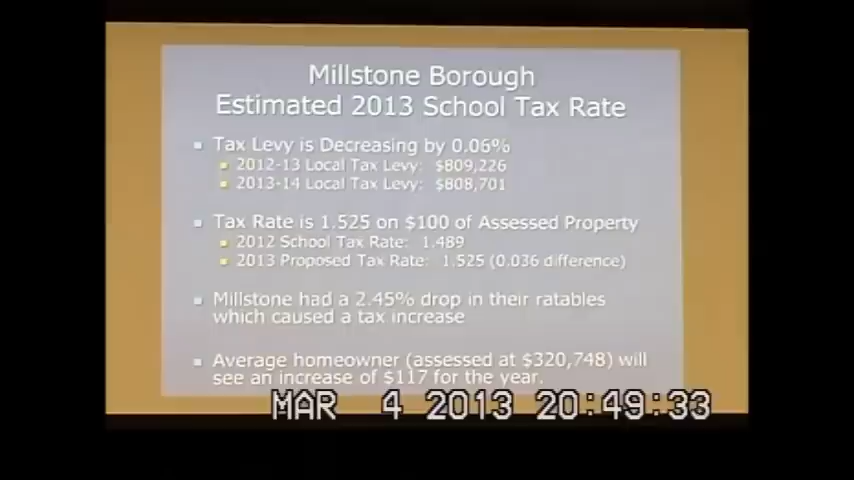 Millstone Borough
Estimated 2013 School Tax Rate
Tax Levy is Decreasing by 0.06%
2012-13 Local Tax Levy: $809,226
2013-14 Local Tax Levy: $808,701
Tax Rate is 1.525 on $100 of Assessed Property
2012 School Tax Rate: 1.489
2013 Proposed Tax Rate: 1.525 (0.036 difference)
Millstone had a 2.45% drop in their ratables
which caused a tax increase
Average homeowner (assessed at $320,748) will
see an increase of $117 for the year.
MAR 4 2013 20:49:33